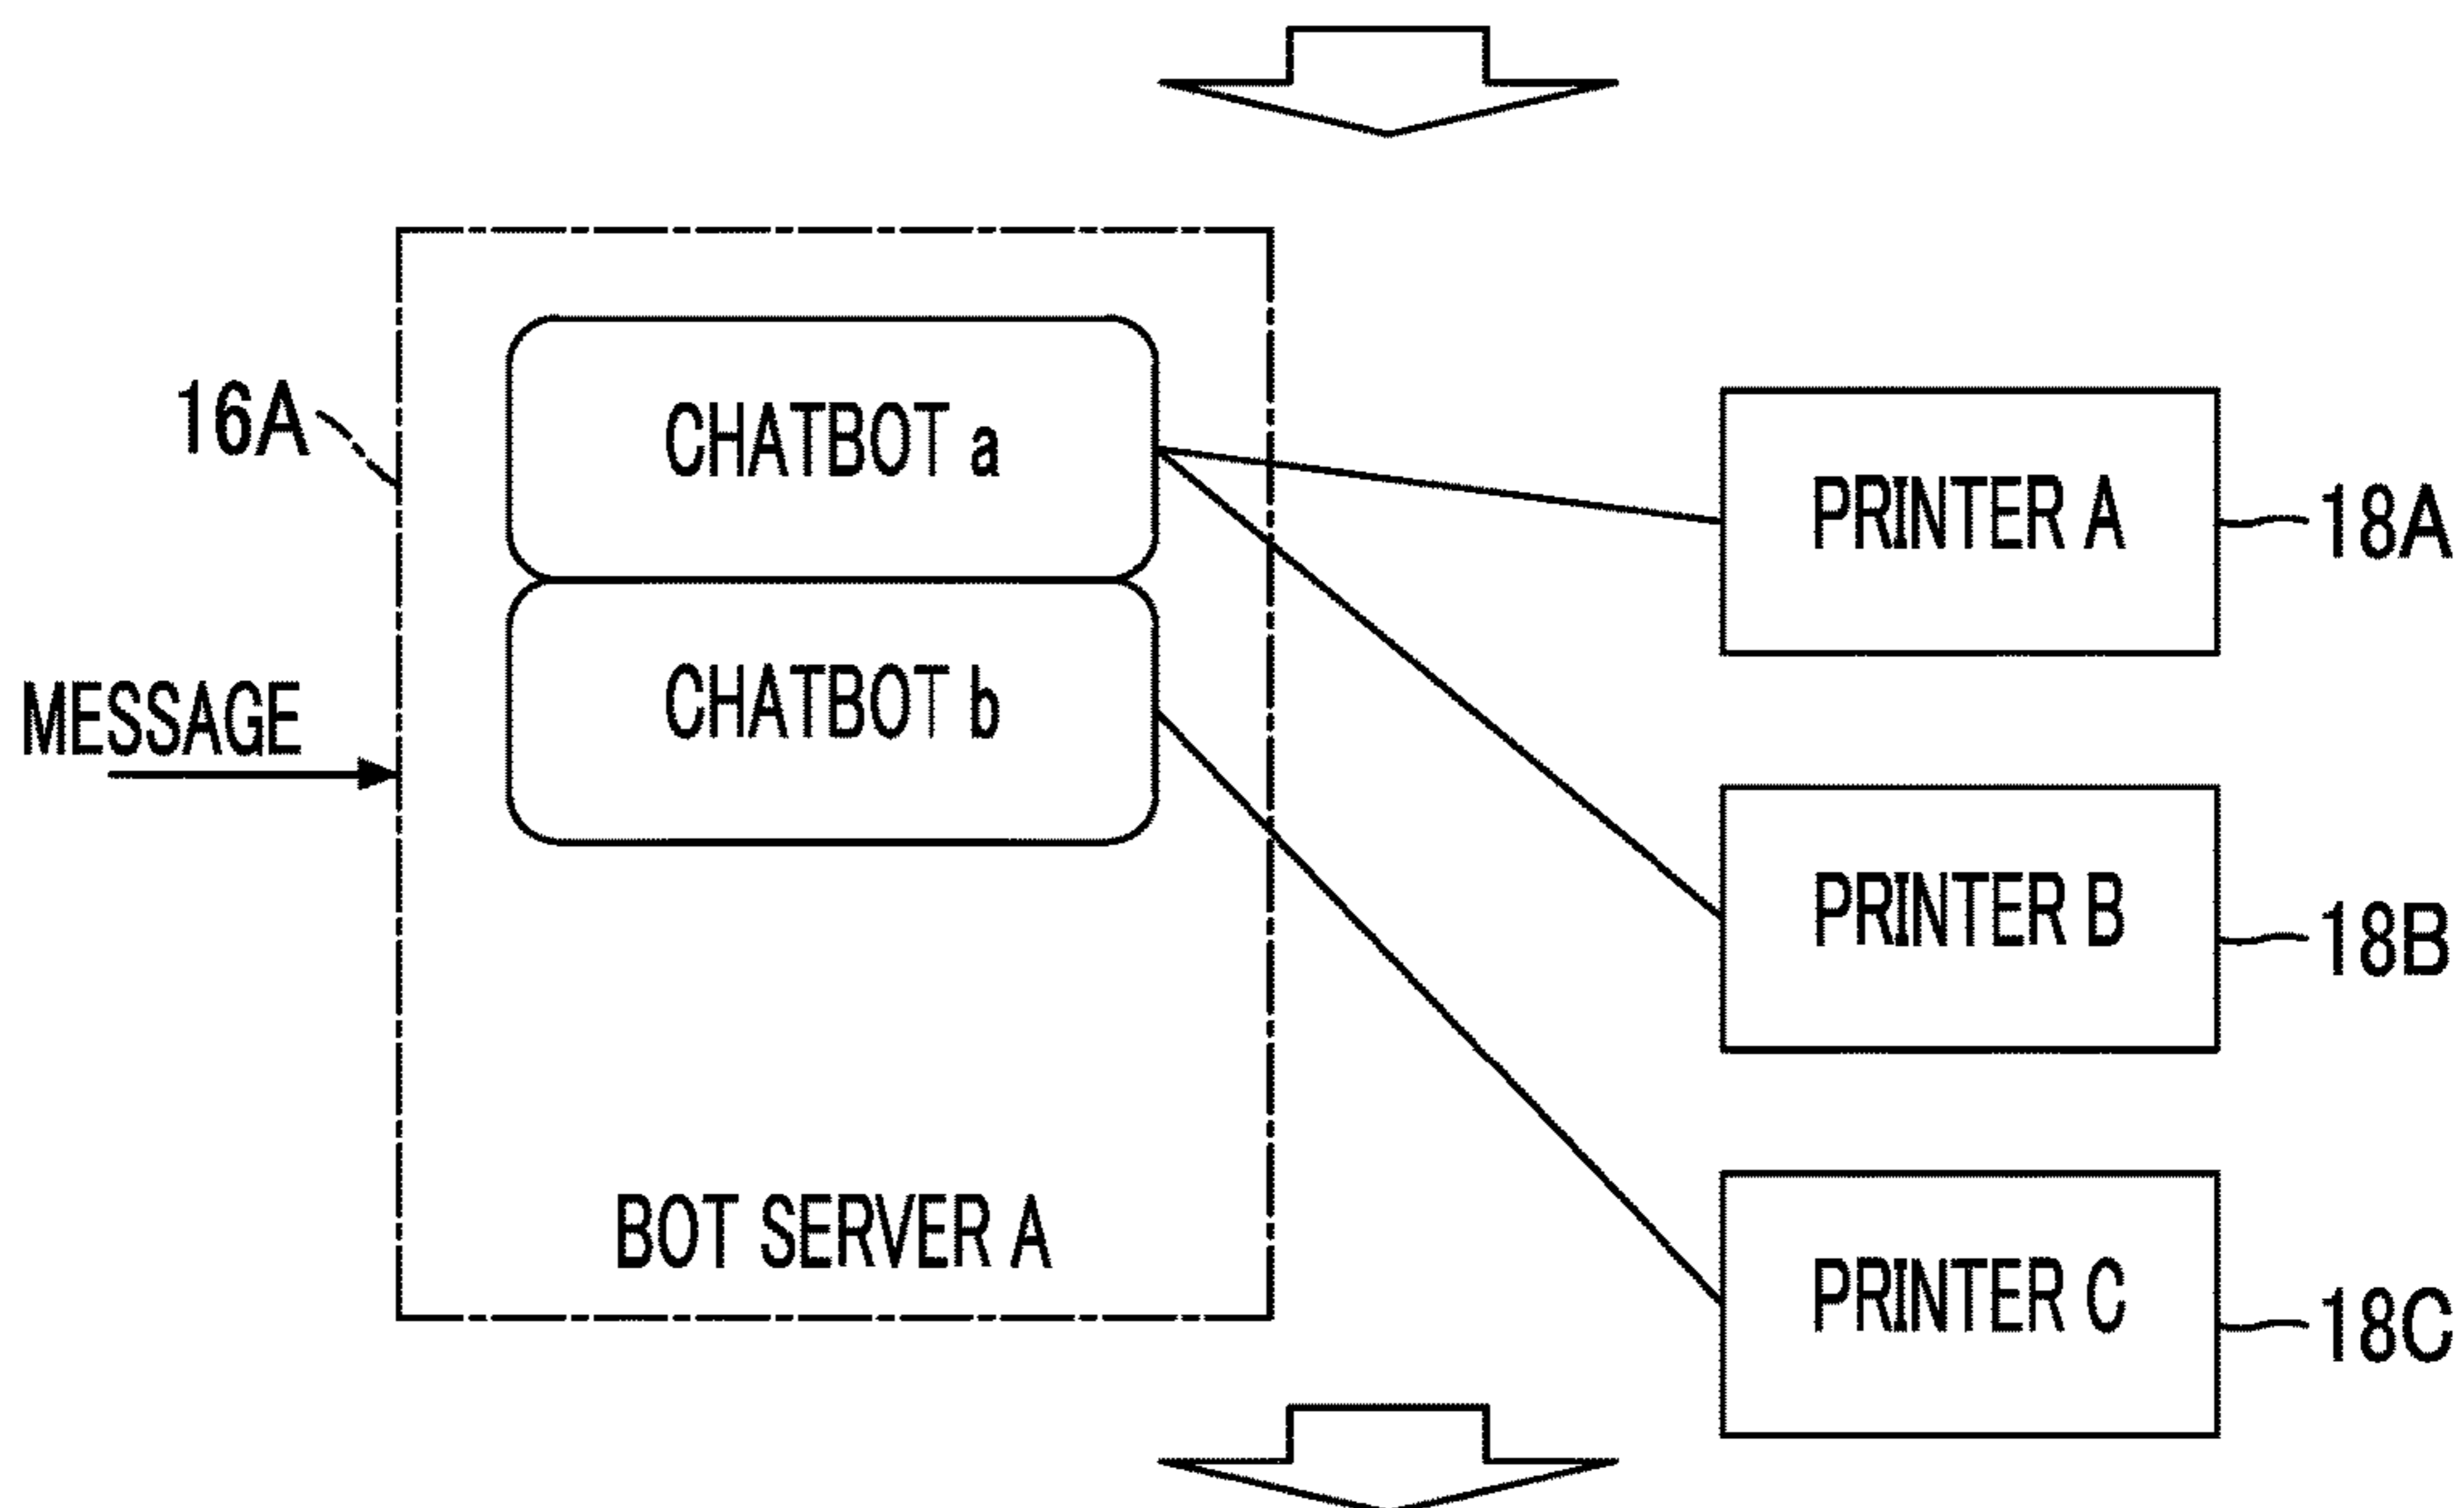 16A
CHATBOT a
PRINTER A
18A
MESSAGE
CHATBOT b
PRINTER B
18B
BOT SERVER A
PRINTER C
18C